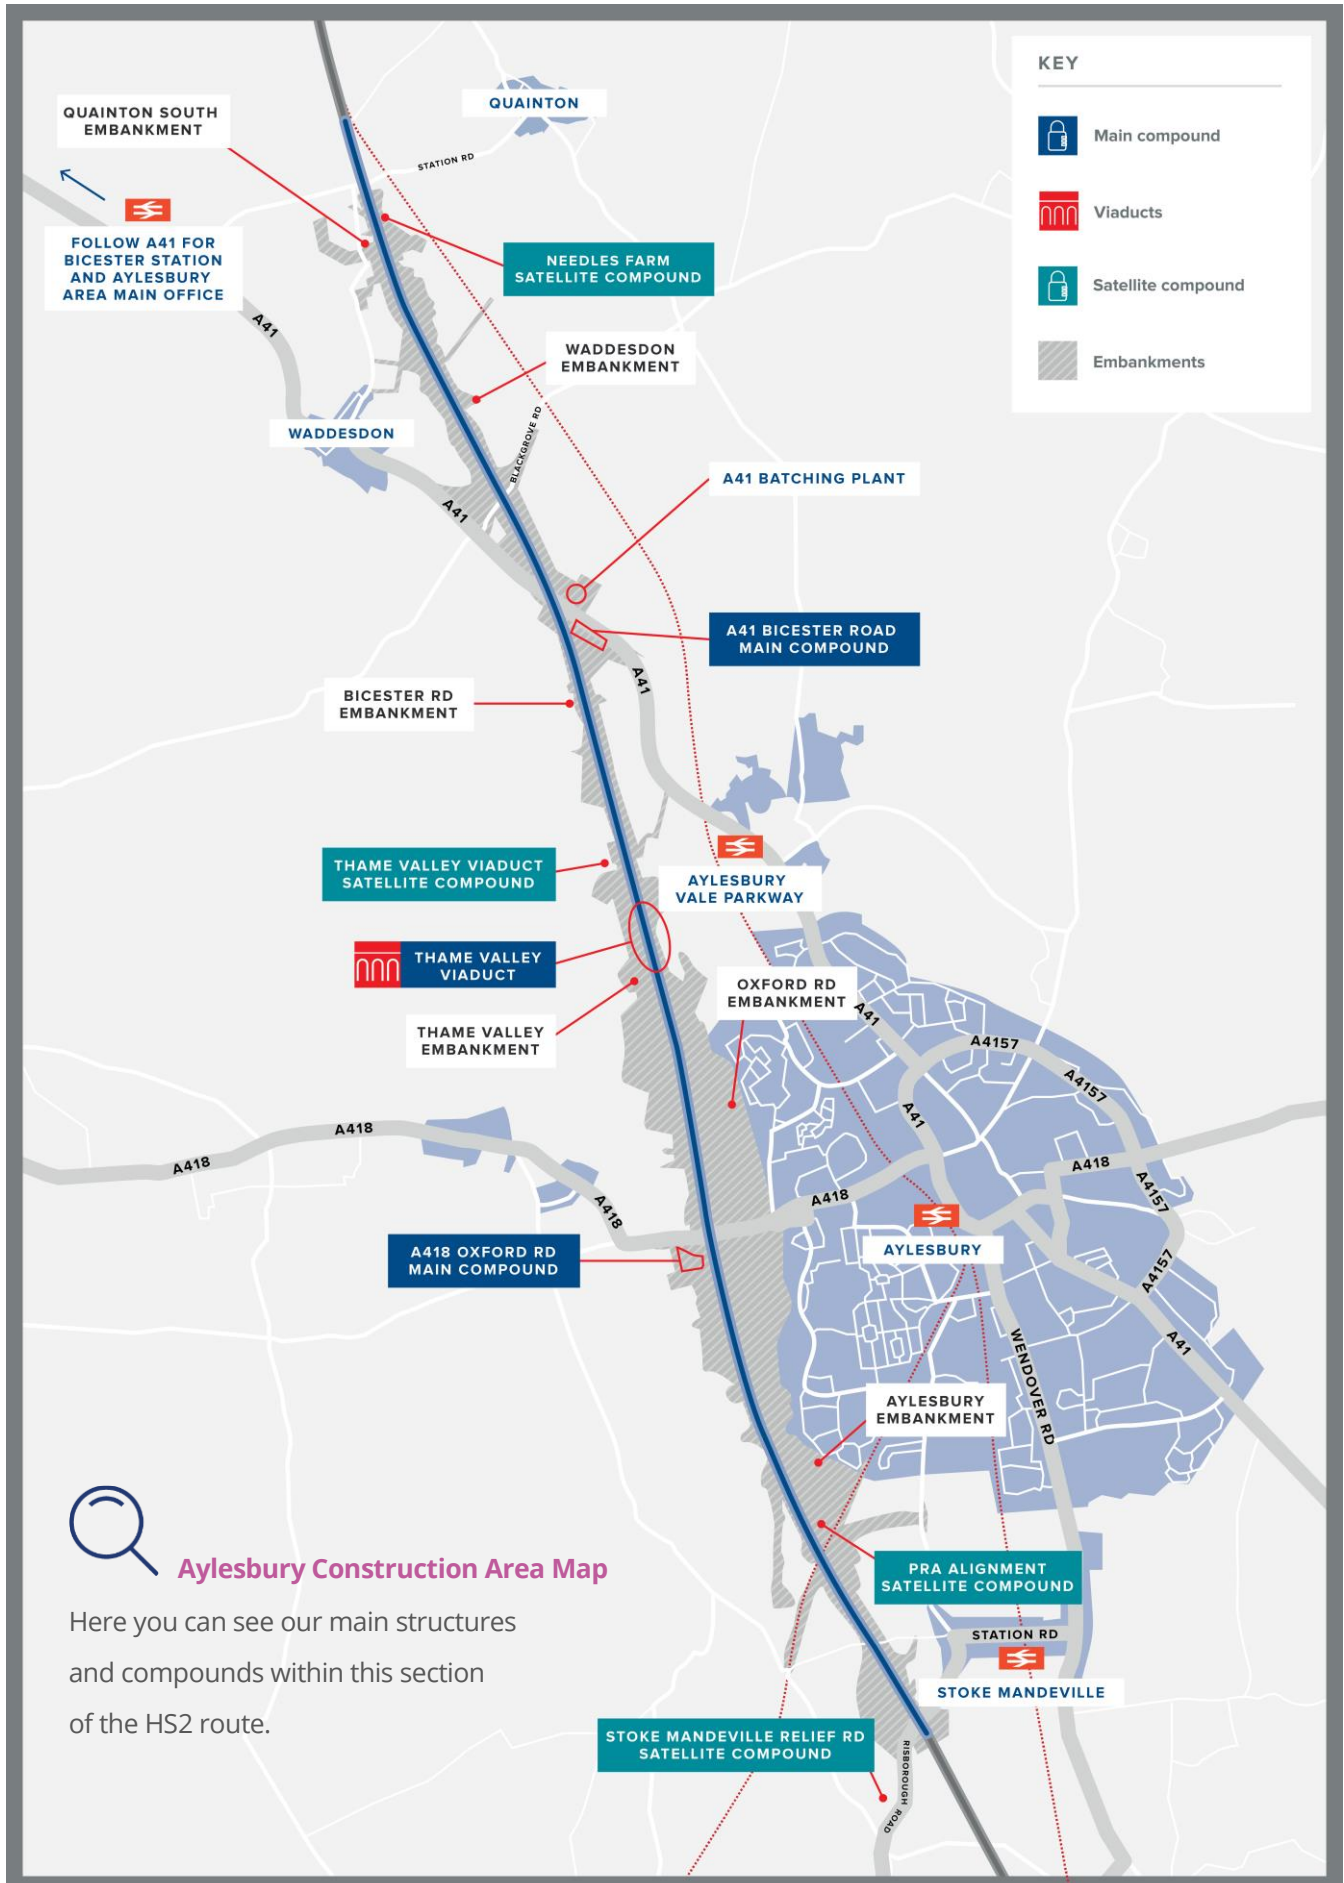 KEY
Main compound
Viaducts
Satellite compound
Embankments
QUAINTON
QUAINTON SOUTH
EMBANKMENT
STATION RD
FOLLOW A41 FOR
BICESTER STATION
AND AYLESBURY
AREA MAIN OFFICE
NEEDLES FARM
SATELLITE COMPOUND
A41
WADDESDON
EMBANKMENT
WADDESDON
BLACKGROVE RD
A41 BATCHING PLANT
A41
A41 BICESTER ROAD
MAIN COMPOUND
A41
BICESTER RD
EMBANKMENT
THAME VALLEY VIADUCT
SATELLITE COMPOUND
AYLESBURY
VALE PARKWAY
THAME VALLEY
VIADUCT
OXFORD RD
EMBANKMENT
A41
THAME VALLEY
EMBANKMENT
A4157
A4157
A41
A418
A418
A418
A4157
A418
A418
AYLESBURY
A418 OXFORD RD
MAIN COMPOUND
A4157
A41
WENDOVER RD
AYLESBURY
EMBANKMENT
Aylesbury Construction Area Map
Here you can see our main structures
and compounds within this section
of the HS2 route.
PRA ALIGNMENT
SATELLITE COMPOUND
STATION RD
STOKE MANDEVILLE
STOKE MANDEVILLE RELIEF RD
SATELLITE COMPOUND
RISBOROUGH ROAD